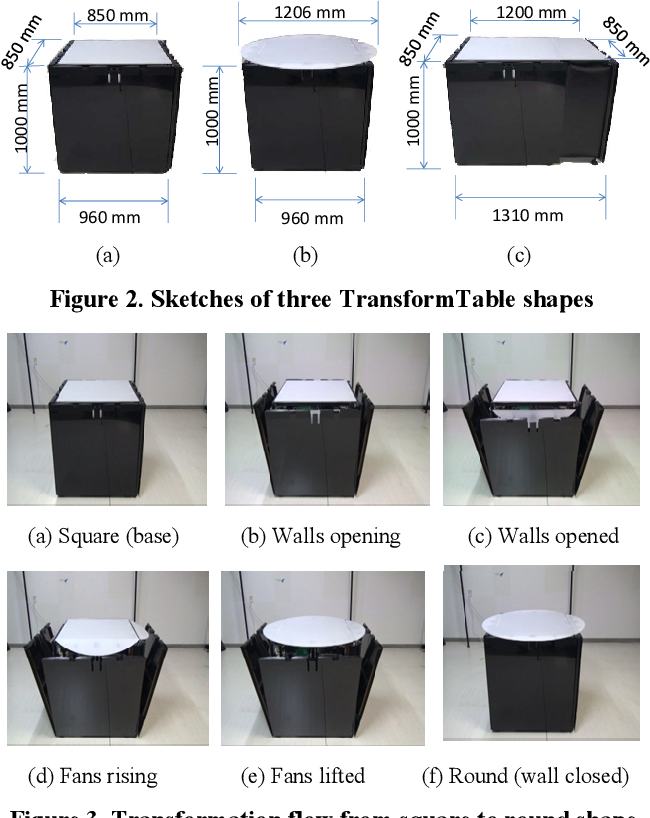 850 mm
1206 mm
1200 mm
850 mm
850 mm
850 mm
1000 mm
1000 mm
1000 mm
960 mm
960 mm
1310 mm
(a)
(b)
(c)
Figure 2. Sketches of three TransformTable shapes
(a) Square (base)
(b) Walls opening
(c) Walls opened
(d) Fans rising
(e) Fans lifted
(f) Round (wall closed)
Figure 3. Transformation flow from square to round shape